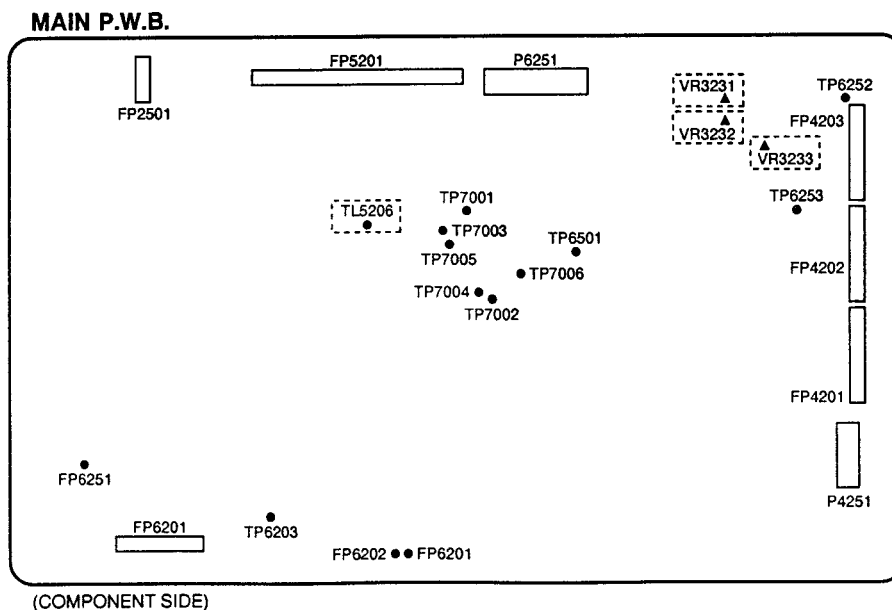 MAIN P.W.B.
FP2501
FP5201
P6251
VR3231
VR3232
VR3233
TP6252
FP4203
TP6253
TL5206
TP7001
TP7003
TP7005
TP6501
TP7006
TP7004
TP7002
FP4202
FP4201
P4251
FP6251
FP6201
TP6203
FP6202 FP6201
(COMPONENT SIDE)